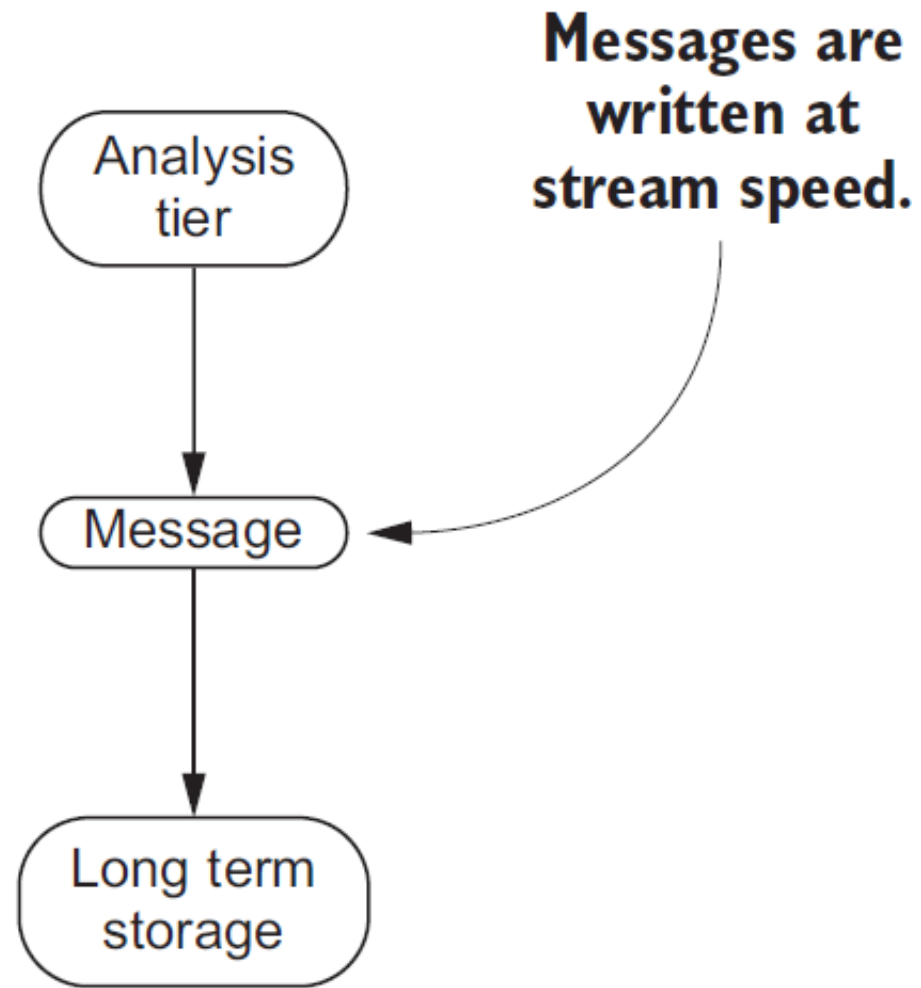 Messages are
written at
stream speed.
Analysis
tier
Message
Long term
storage